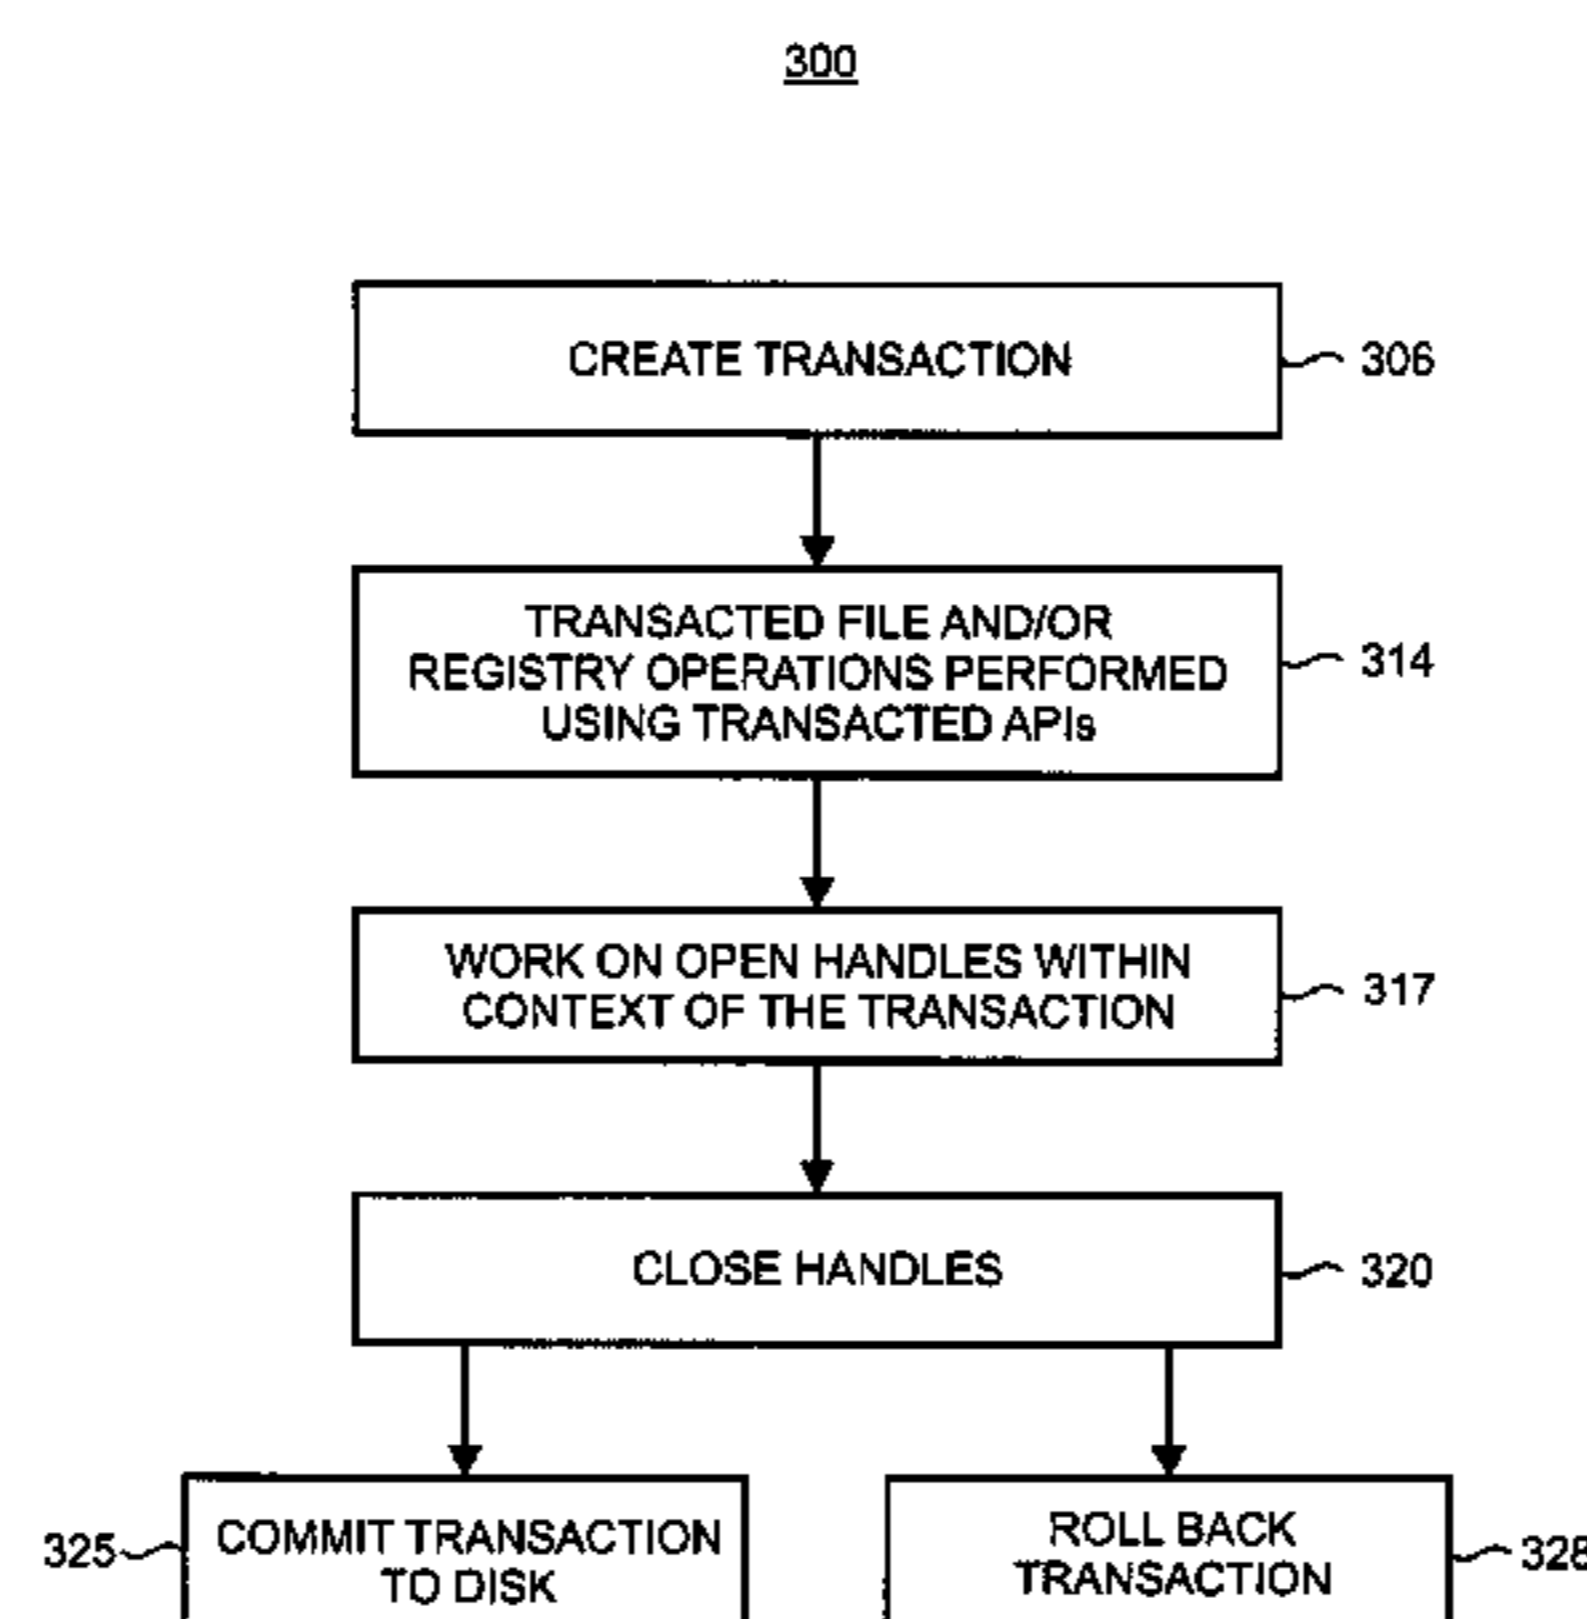 300
CREATE TRANSACTION
306
TRANSACTED FILE AND/OR
REGISTRY OPERATIONS PERFORMED
USING TRANSACTED APIs
314
WORK ON OPEN HANDLES WITHIN
CONTEXT OF THE TRANSACTION
317
CLOSE HANDLES
320
325
COMMIT TRANSACTION
TO DISK
ROLL BACK
TRANSACTION
328